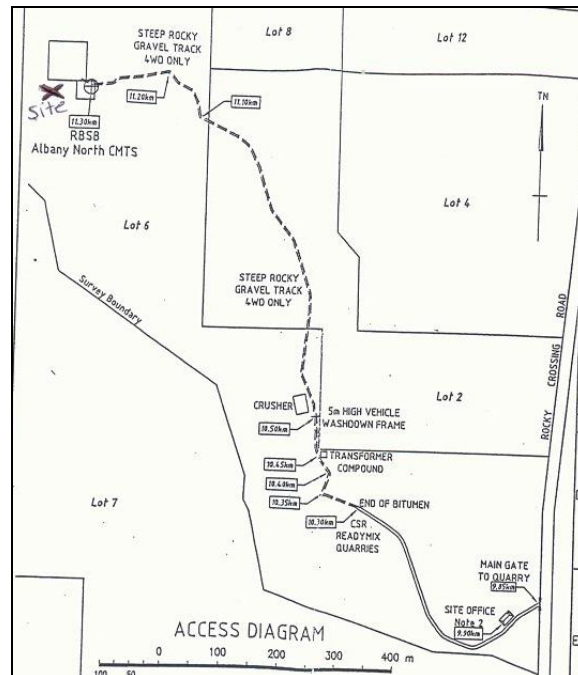 STEEP ROCKY
GRAVEL TRACK
4WD ONLY
Lot 8
Lot 12
11.20km
11.10km
TN
Site
11.30km
RBS8
Albany North CMTS
Lot 6
Lot 4
Survey Boundary
STEEP ROCKY
GRAVEL TRACK
4WD ONLY
ROCKY CROSSING ROAD
CRUSHER
5m HIGH VEHICLE
WASHDOWN FRAME
Lot 2
10.50km
10.45km
TRANSFORMER
COMPOUND
10.40km
10.35km
END OF BITUMEN
Lot 7
10.30km
CSR
READYMIX
QUARRIES
MAIN GATE
TO QUARRY
9.85km
SITE OFFICE
Note 2
9.90km
ACCESS DIAGRAM
100 50 0 100 200 300 400 m